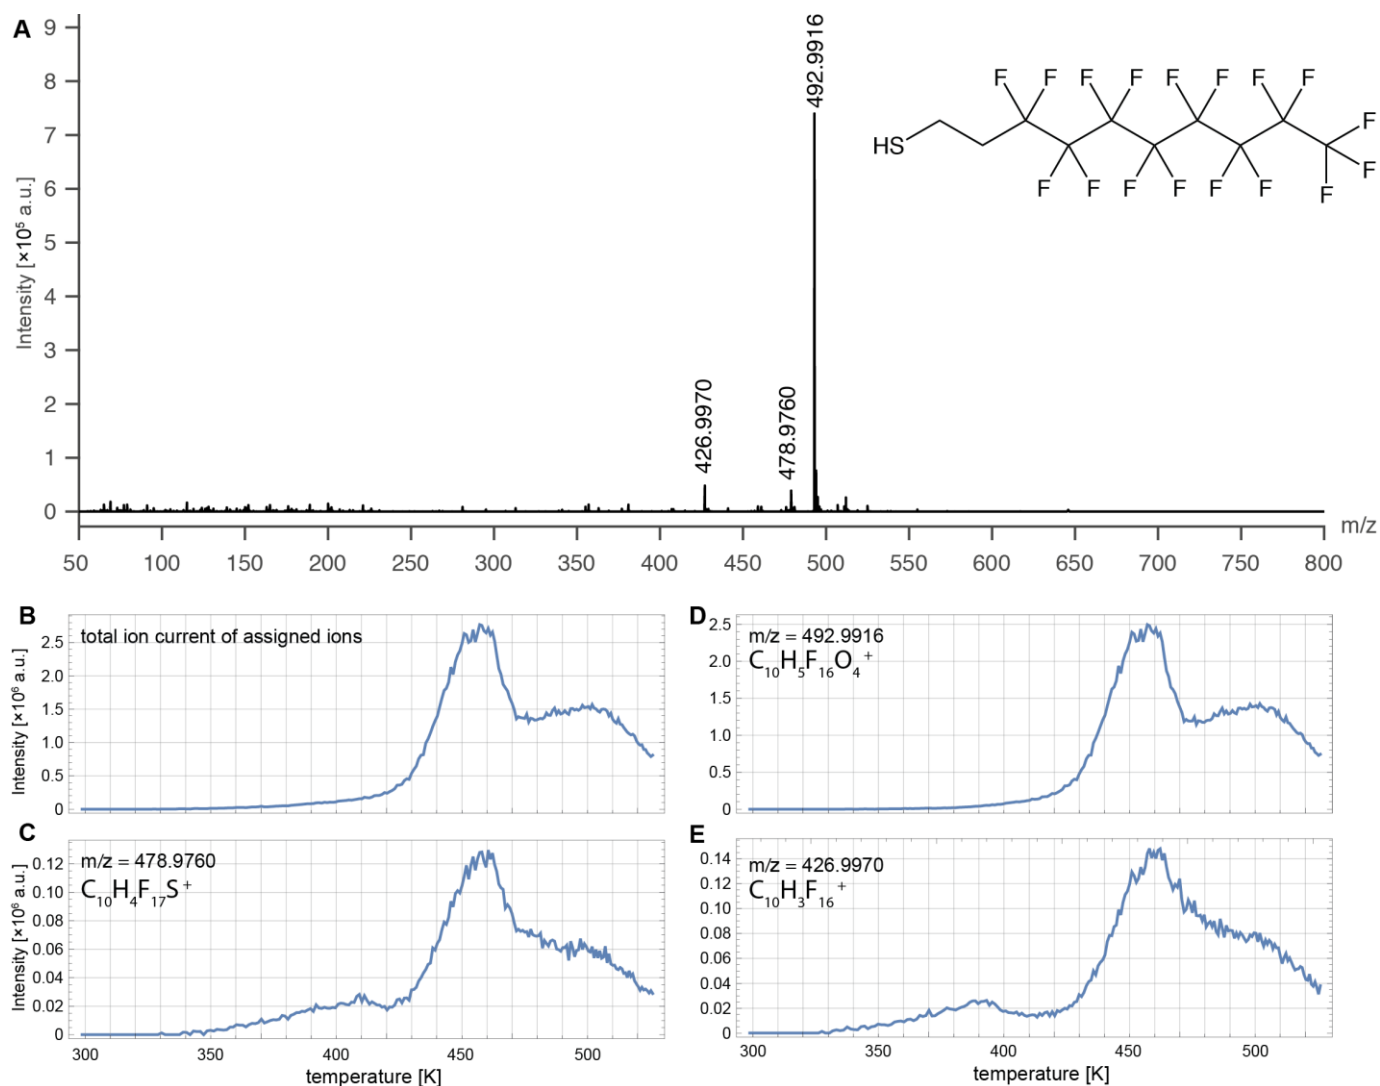 A
9
8
7
6
5
4
3
2
1
0
Intensity [×10⁵ a.u.]
492.9916
478.9760
426.9970
F F F F F F F F
HS
F
F
F F F F F F F
m/z
50 100 150 200 250 300 350 400 450 500 550 600 650 700 750 800
B
total ion current of assigned ions
2.5
2.0
1.5
1.0
0.5
0
Intensity [×10⁶ a.u.]
D
m/z = 492.9916
C₁₀H₅F₁₆O₄⁺
2.5
2.0
1.5
1.0
0.5
0
C
m/z = 478.9760
C₁₀H₄F₁₇S⁺
0.12
0.10
0.08
0.06
0.04
0.02
0
Intensity [×10⁶ a.u.]
300 350 400 450 500
temperature [K]
E
m/z = 426.9970
C₁₀H₃F₁₆⁺
0.14
0.12
0.10
0.08
0.06
0.04
0.02
0
300 350 400 450 500
temperature [K]